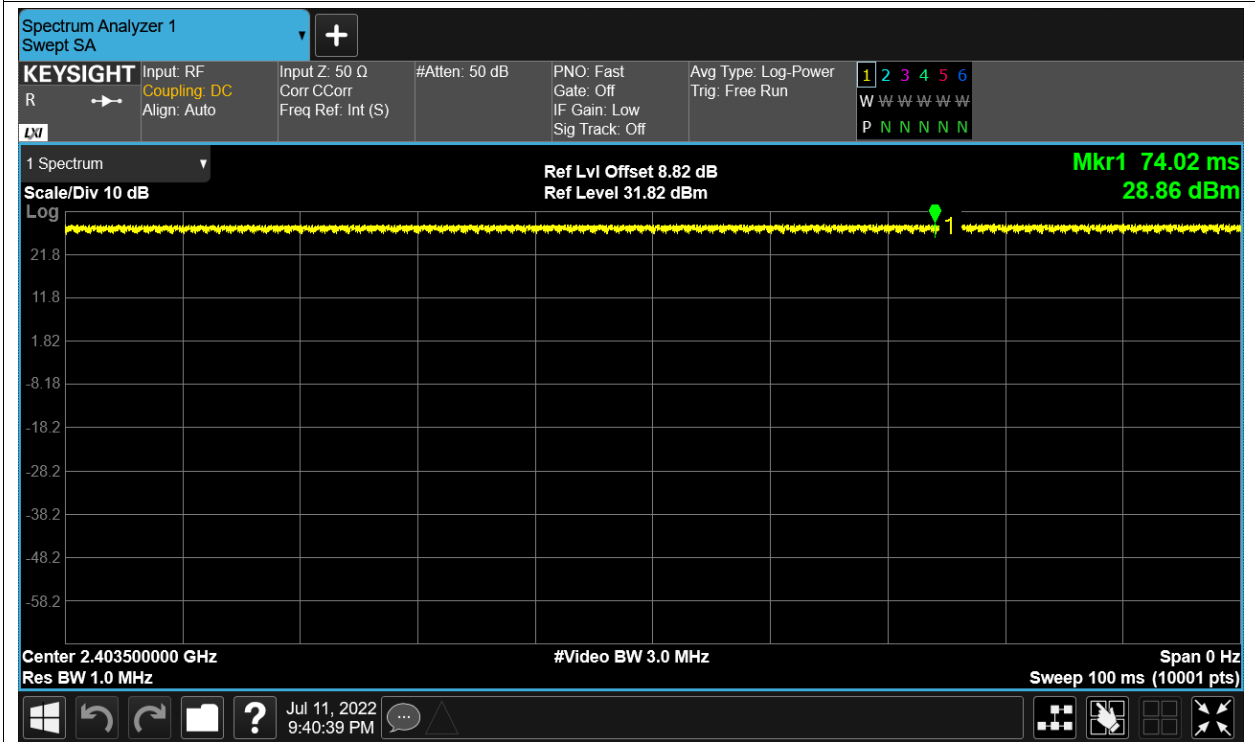 Spectrum Analyzer 1
Swept SA
KEYSIGHT
R
LXI
Input: RF
Coupling: DC
Align: Auto
Input Z: 50 Ω
Corr CCorr
Freq Ref: Int (S)
#Atten: 50 dB
PNO: Fast
Gate: Off
IF Gain: Low
Sig Track: Off
Avg Type: Log-Power
Trig: Free Run
1 2 3 4 5 6
W W W W W W
P N N N N N
1 Spectrum
Scale/Div 10 dB
Ref Lvl Offset 8.82 dB
Ref Level 31.82 dBm
Mkr1 74.02 ms
28.86 dBm
Log
1
21.8
11.8
1.82
-8.18
-18.2
-28.2
-38.2
-48.2
-58.2
Center 2.403500000 GHz
#Video BW 3.0 MHz
Span 0 Hz
Res BW 1.0 MHz
Sweep 100 ms (10001 pts)
?
Jul 11, 2022
9:40:39 PM